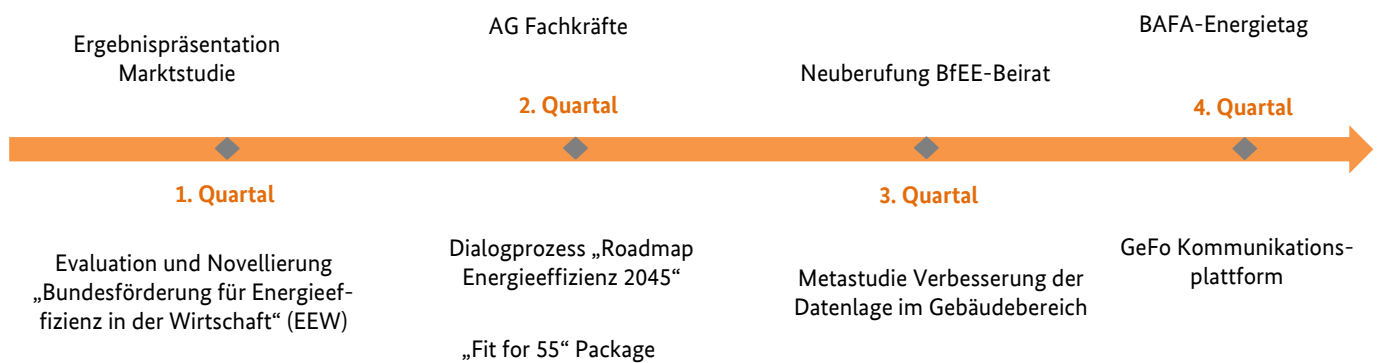 Ergebnispräsentation
Marktstudie
1. Quartal
Evaluation und Novellierung
„Bundesförderung für Energieef-
fizienz in der Wirtschaft“ (EEW)
AG Fachkräfte
2. Quartal
Dialogprozess „Roadmap
Energieeffizienz 2045“
„Fit for 55“ Package
Neuberufung BfEE-Beirat
3. Quartal
Metastudie Verbesserung der
Datenlage im Gebäudebereich
BAFA-Energietag
4. Quartal
GeFo Kommunikations-
plattform